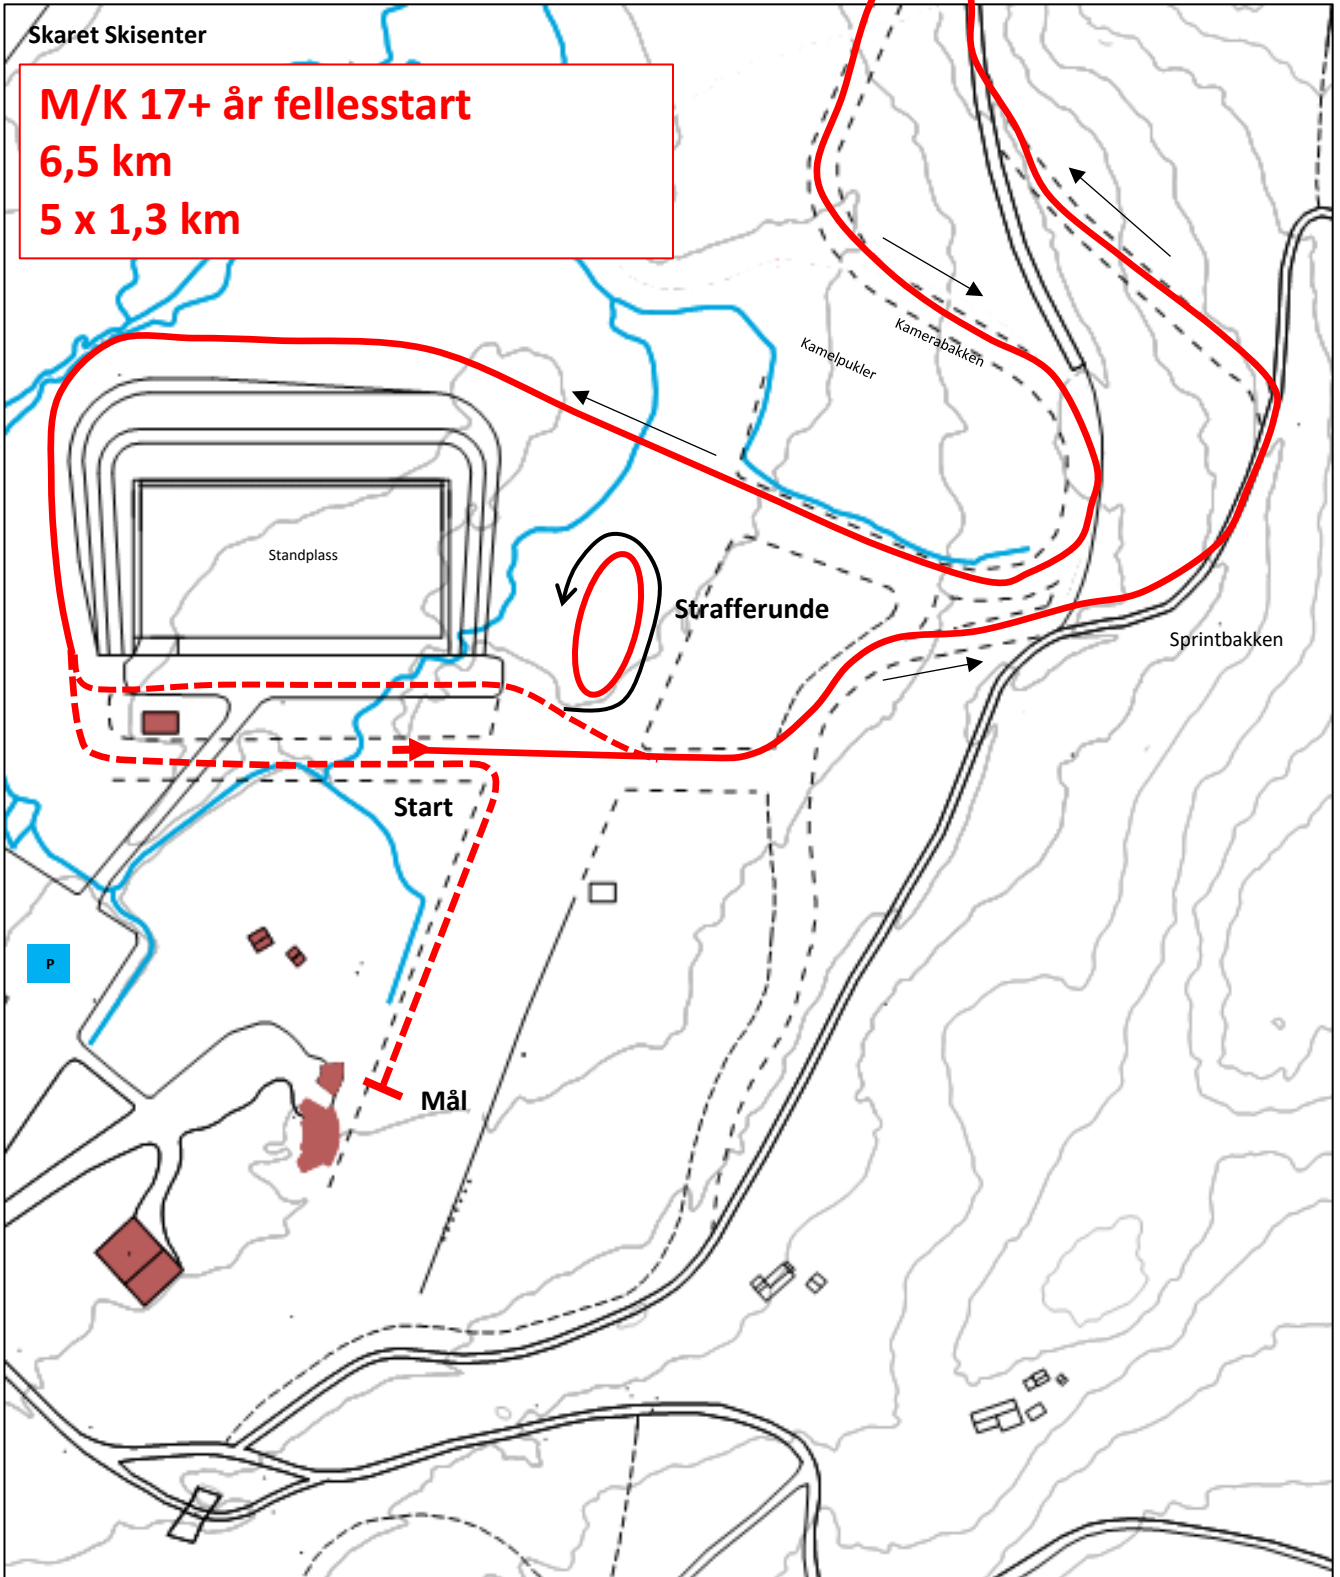 Skaret Skisenter
M/K 17+ år fellesstart
6,5 km
5 x 1,3 km
Kamerabakken
Kamelpukler
Standplass
Strafferunde
Sprintbakken
Start
P
Mål